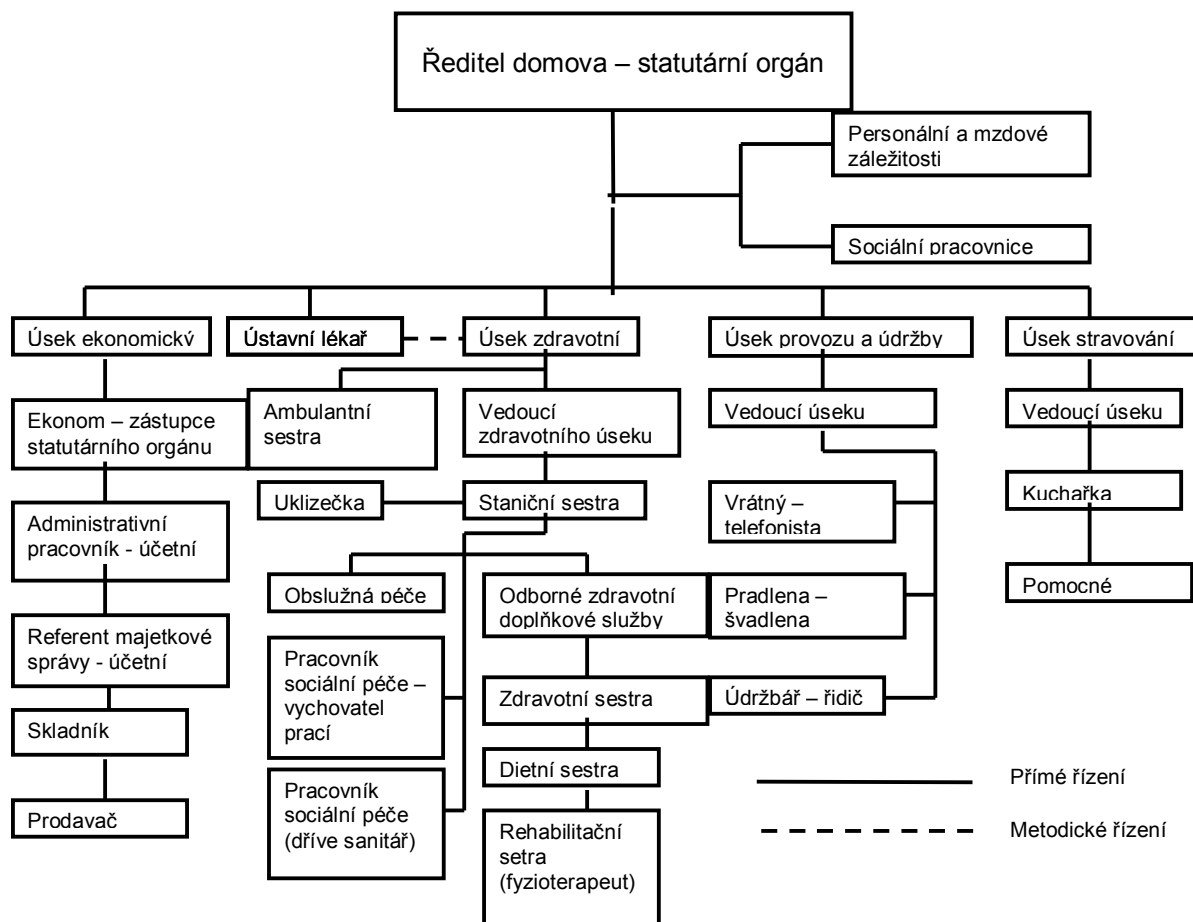 Ředitel domova – statutární orgán
Personální a mzdové
záležitosti
Sociální pracovnice
Úsek ekonomický
Ústavní lékař
Úsek zdravotní
Úsek provozu a údržby
Úsek stravování
Ekonom – zástupce
statutárního orgánu
Ambulantní
sestra
Vedoucí
zdravotního úseku
Vedoucí úseku
Vedoucí úseku
Administrativní
pracovník - účetní
Uklizečka
Staniční sestra
Vrátný –
telefonista
Kuchařka
Referent majetkové
správy - účetní
Obslužná péče
Odborné zdravotní
doplňkové služby
Pradlena –
švadlena
Pomocné
Skladník
Pracovník
sociální péče –
vychovatel
prací
Zdravotní sestra
Údržbář – řidič
Prodavač
Pracovník
sociální péče
(dříve sanitář)
Dietní sestra
Rehabilitační
setra
(fyzioterapeut)
Přímé řízení
Metodické řízení